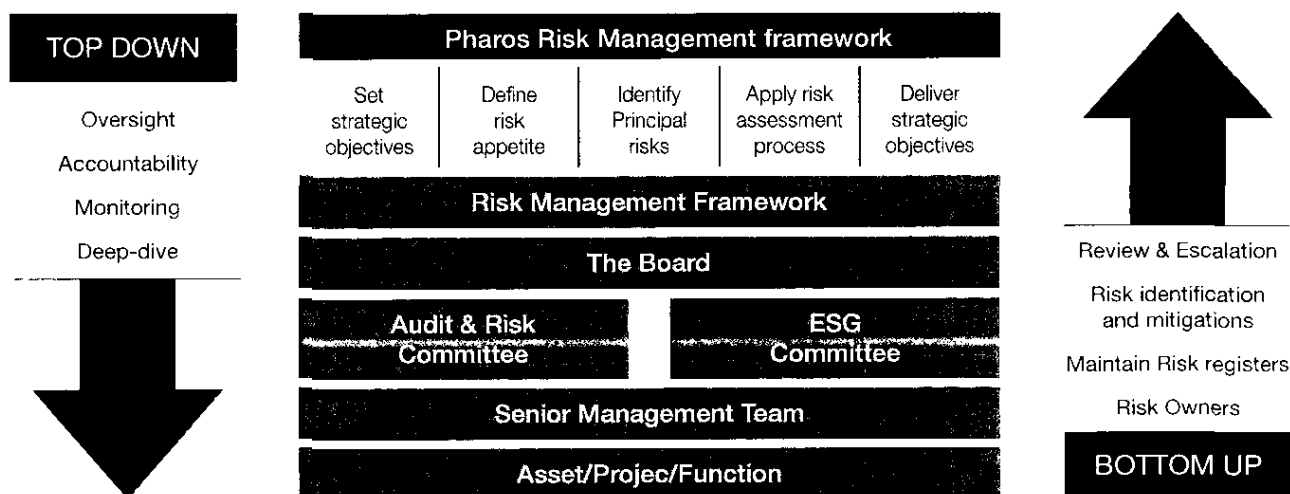 TOP DOWN
Oversight
Accountability
Monitoring
Deep-dive
Pharos Risk Management framework
Set
strategic
objectives
Define
risk
appetite
Identify
Principal
risks
Apply risk
assessment
process
Deliver
strategic
objectives
Risk Management Framework
The Board
Audit & Risk
Committee
ESG
Committee
Senior Management Team
Asset/Projec/Function
Review & Escalation
Risk identification
and mitigations
Maintain Risk registers
Risk Owners
BOTTOM UP